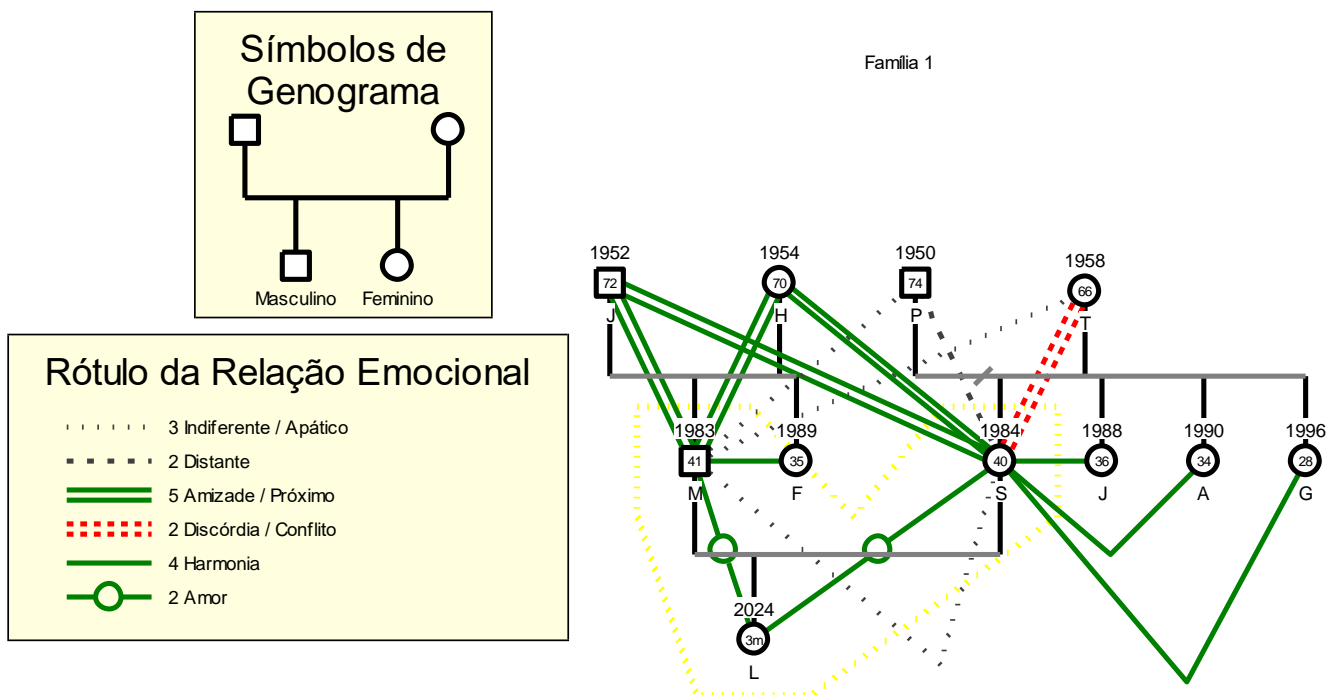 Símbolos de
Genograma
Masculino Feminino
Rótulo da Relação Emocional
3 Indiferente / Apático
2 Distante
5 Amizade / Próximo
2 Discórdia / Conflito
4 Harmonia
2 Amor
Família 1
1952 1954 1950 1958
72 70 74 66
J H P T
1983 1989 1984 1988 1990 1996
41 35 40 36 34 28
M F S J A G
2024
3m
L